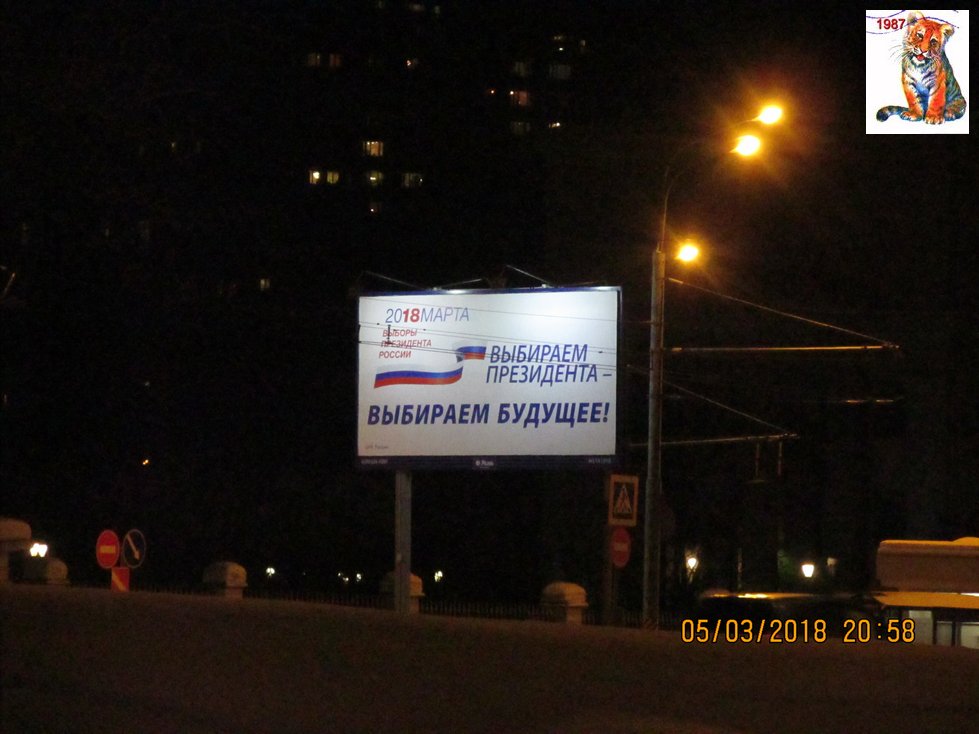 1987
2018МАРТА
ВЫБОРЫ
ПРЕЗИДЕНТА
РОССИИ
ВЫБИРАЕМ
ПРЕЗИДЕНТА –
ВЫБИРАЕМ БУДУЩЕЕ!
05/03/2018 20:58